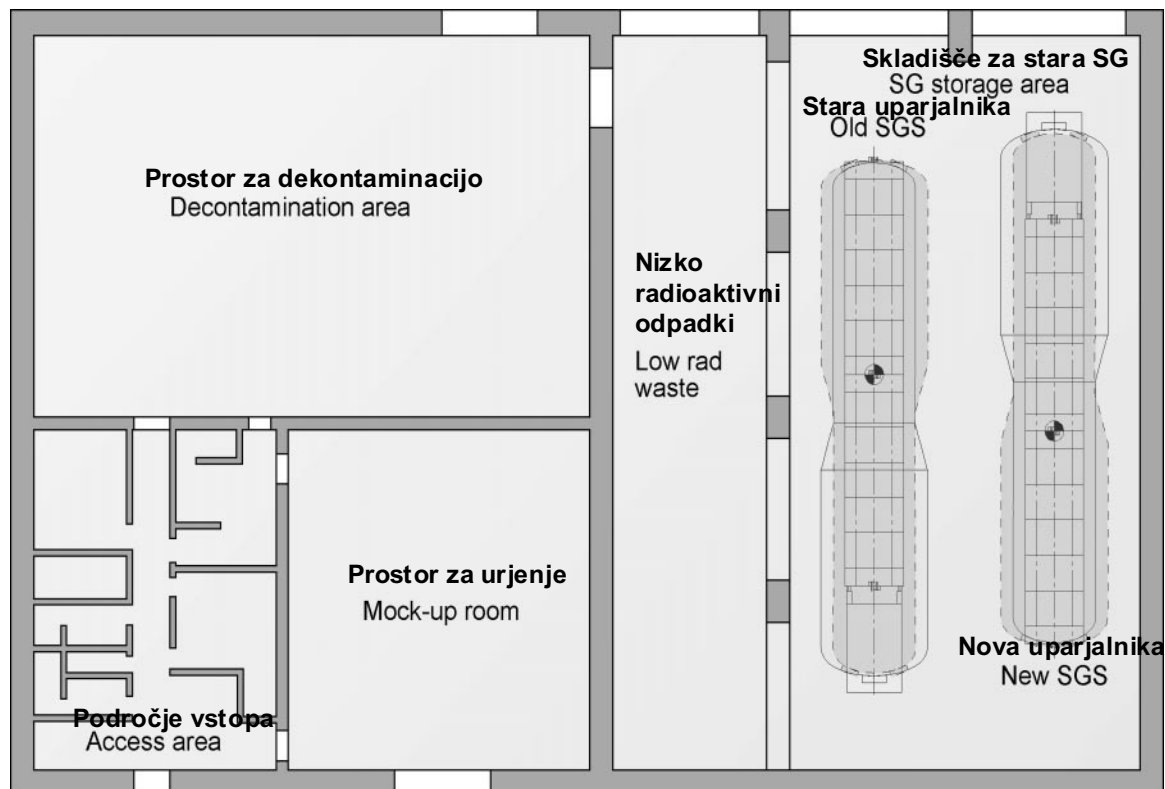 Skladišče za stara SG
SG storage area
Stara uparjalnika
Old SGS
Prostor za dekontaminacijo
Decontamination area
Nizko
radioaktivni
odpadki
Low rad
waste
Prostor za urjenje
Mock-up room
Nova uparjalnika
New SGS
Področje vstopa
Access area